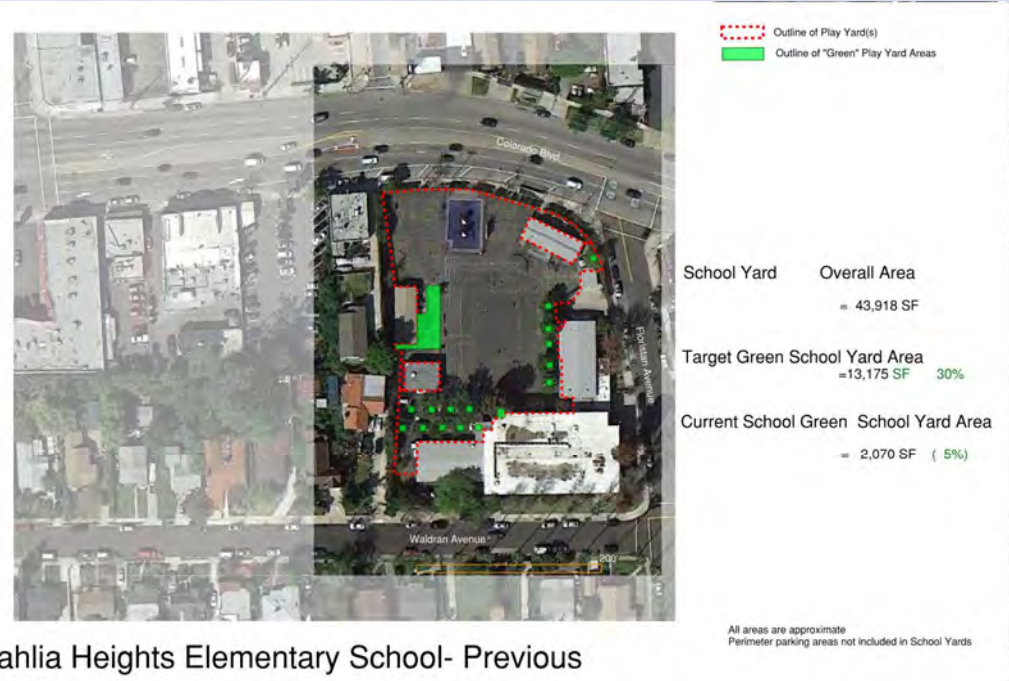 Outline of Play Yard(s)
Outline of "Green" Play Yard Areas
Colorado Blvd.
School Yard Overall Area
= 43,918 SF
Floristan Avenue
Target Green School Yard Area
=13,175 SF 30%
Current School Green School Yard Area
= 2,070 SF ( 5%)
Waldran Avenue
200
All areas are approximate
Perimeter parking areas not included in School Yards
ahlia Heights Elementary School- Previous